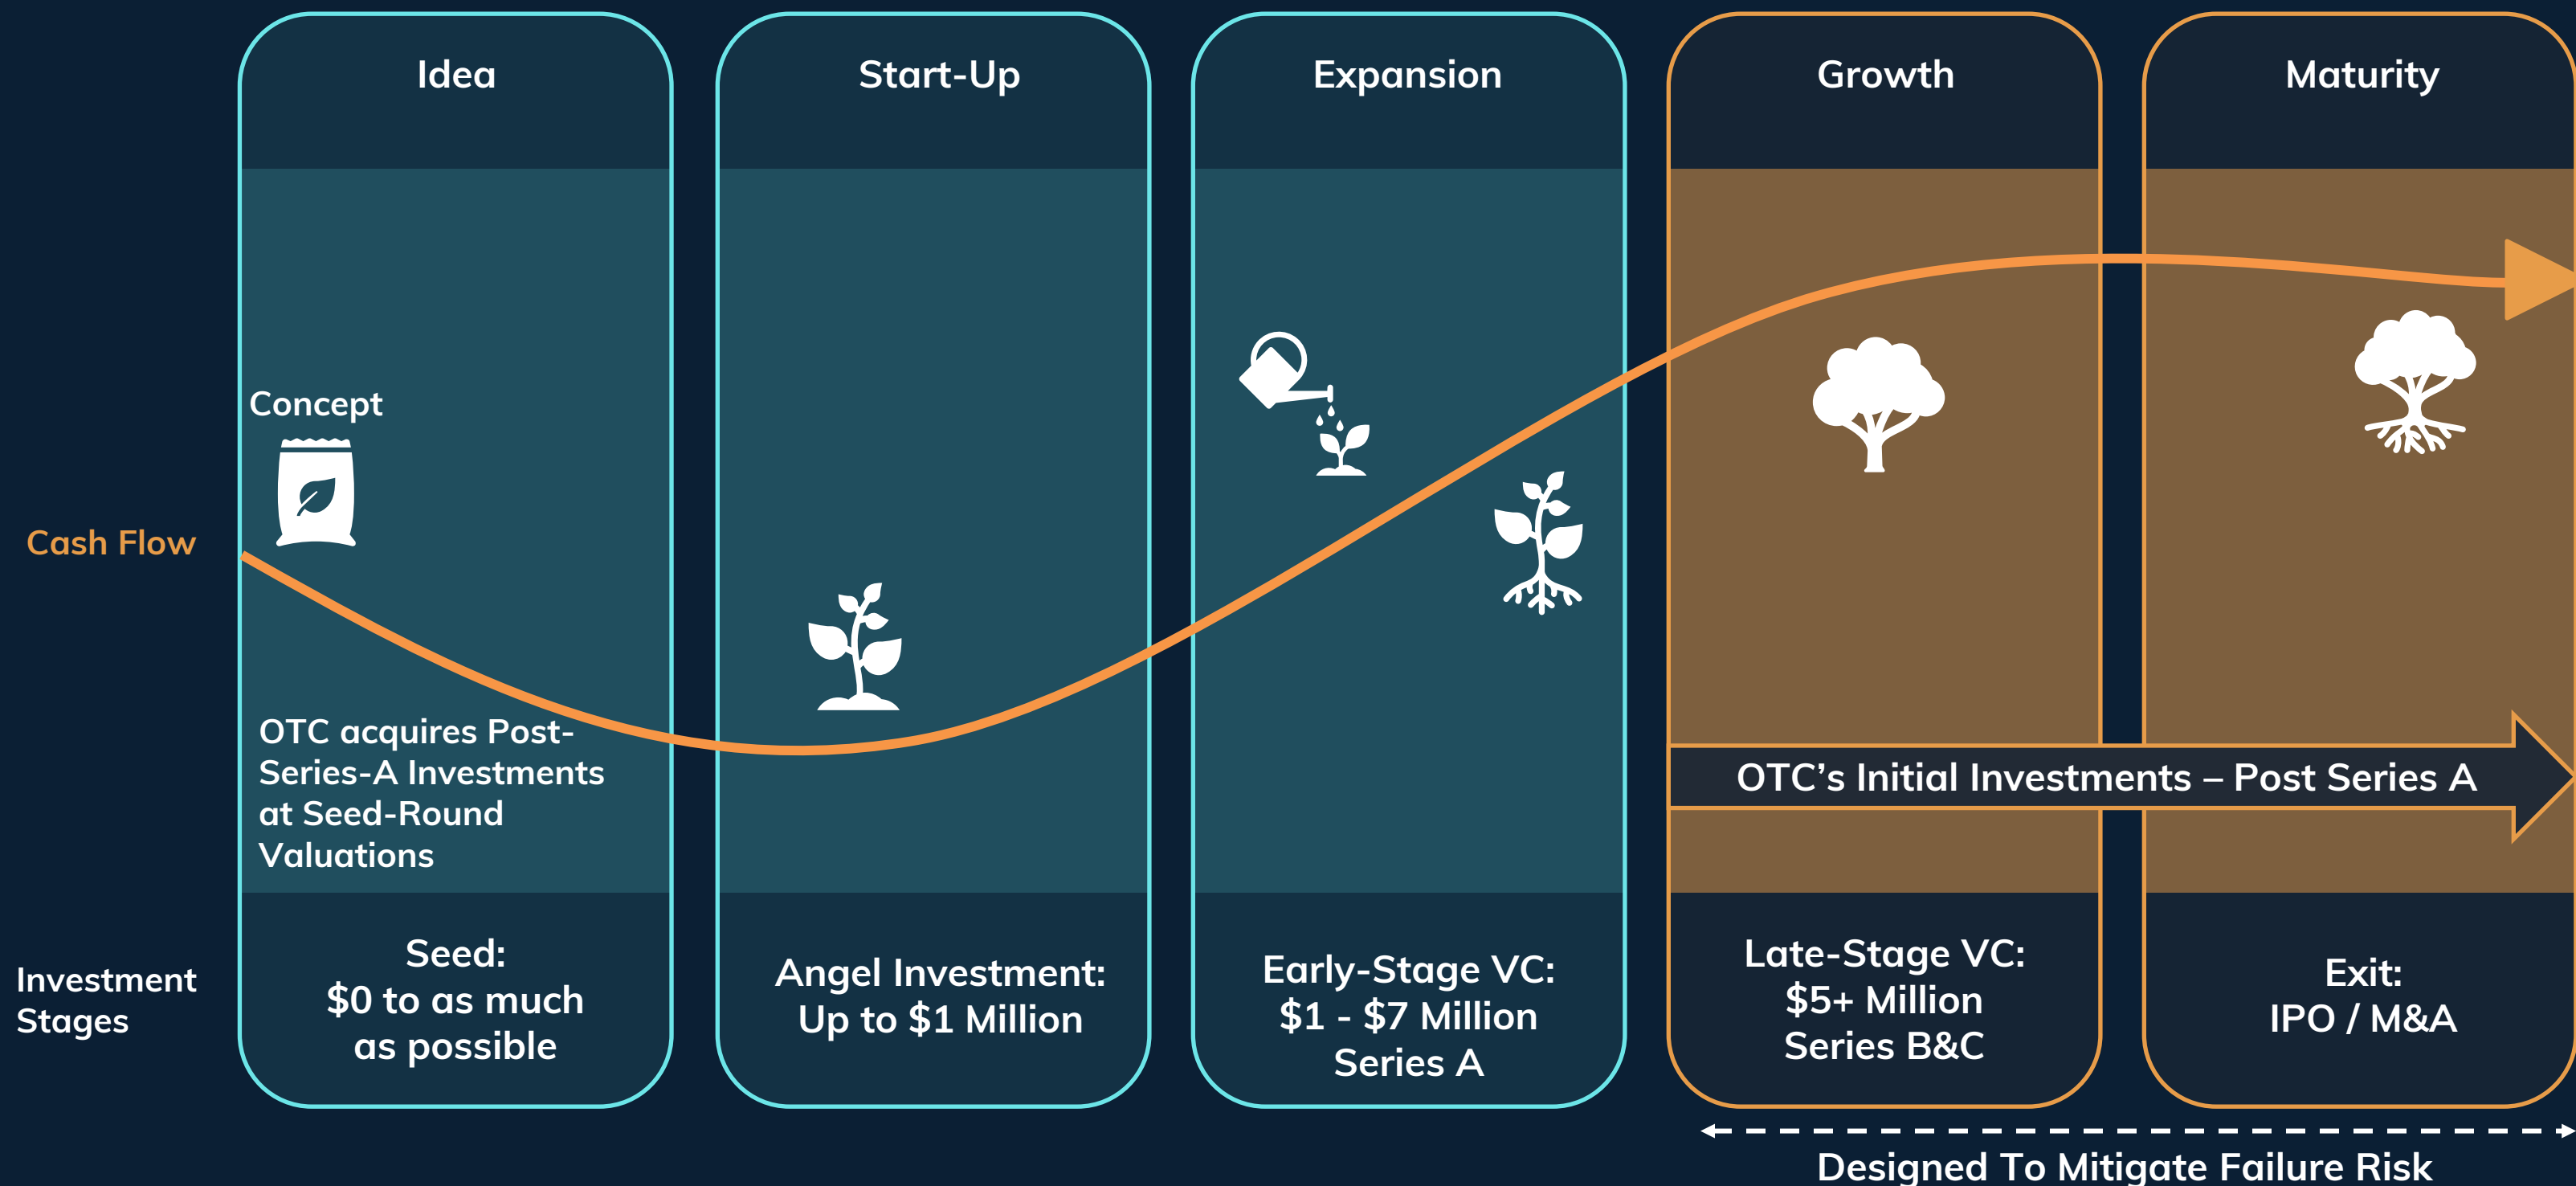 Idea
Start-Up
Expansion
Growth
Maturity
Concept
Cash Flow
OTC acquires Post-
Series-A Investments
at Seed-Round
Valuations
OTC’s Initial Investments – Post Series A
Investment
Stages
Seed:
$0 to as much
as possible
Angel Investment:
Up to $1 Million
Early-Stage VC:
$1 - $7 Million
Series A
Late-Stage VC:
$5+ Million
Series B&C
Exit:
IPO / M&A
Designed To Mitigate Failure Risk